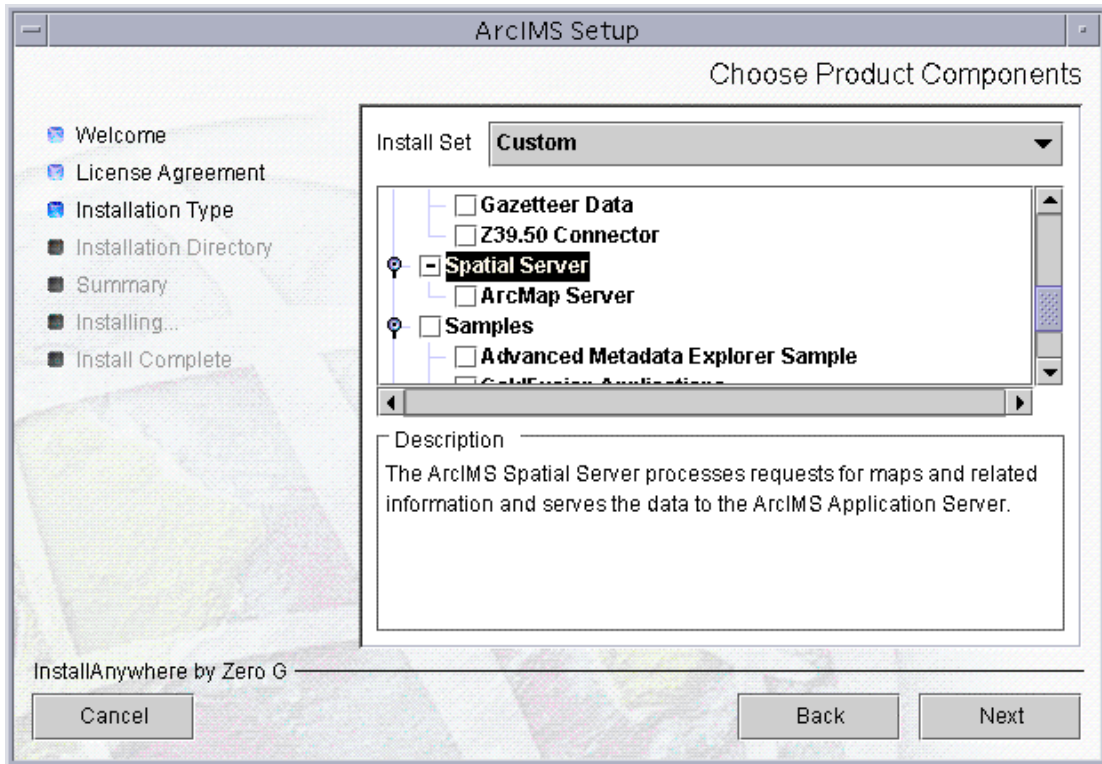 ArcIMS Setup
Choose Product Components
Welcome
License Agreement
Installation Type
Installation Directory
Summary
Installing...
Install Complete
Install Set Custom
Gazetteer Data
Z39.50 Connector
Spatial Server
ArcMap Server
Samples
Advanced Metadata Explorer Sample
ColdFusion Applications
Description
The ArcIMS Spatial Server processes requests for maps and related
information and serves the data to the ArcIMS Application Server.
InstallAnywhere by Zero G
Cancel
Back
Next